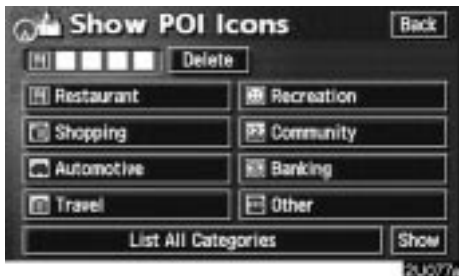 Show POI Icons Back
Delete
Restaurant Recreation
Shopping Community
Automotive Banking
Travel Other
List All Categories Show
2U077